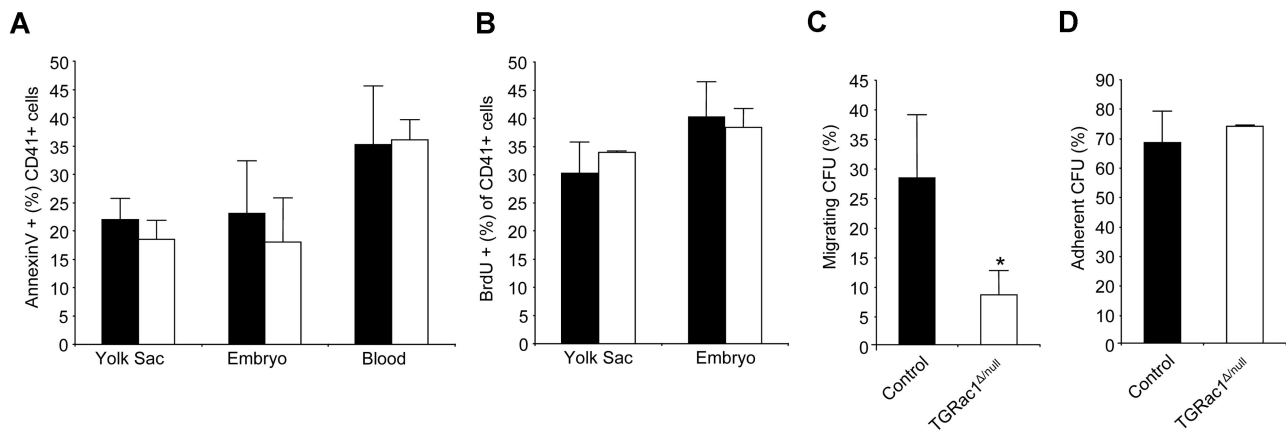 A
B
C
D
AnnexinV + (%) CD41+ cells
50
45
40
35
30
25
20
15
10
5
0
Yolk Sac
Embryo
Blood
BrdU + (%) of CD41+ cells
50
45
40
35
30
25
20
15
10
5
0
Yolk Sac
Embryo
Migrating CFU (%)
45
40
35
30
25
20
15
10
5
0
*
Control
TGRac1Δ/null
Adherent CFU (%)
90
80
70
60
50
40
30
20
10
0
Control
TGRac1Δ/null